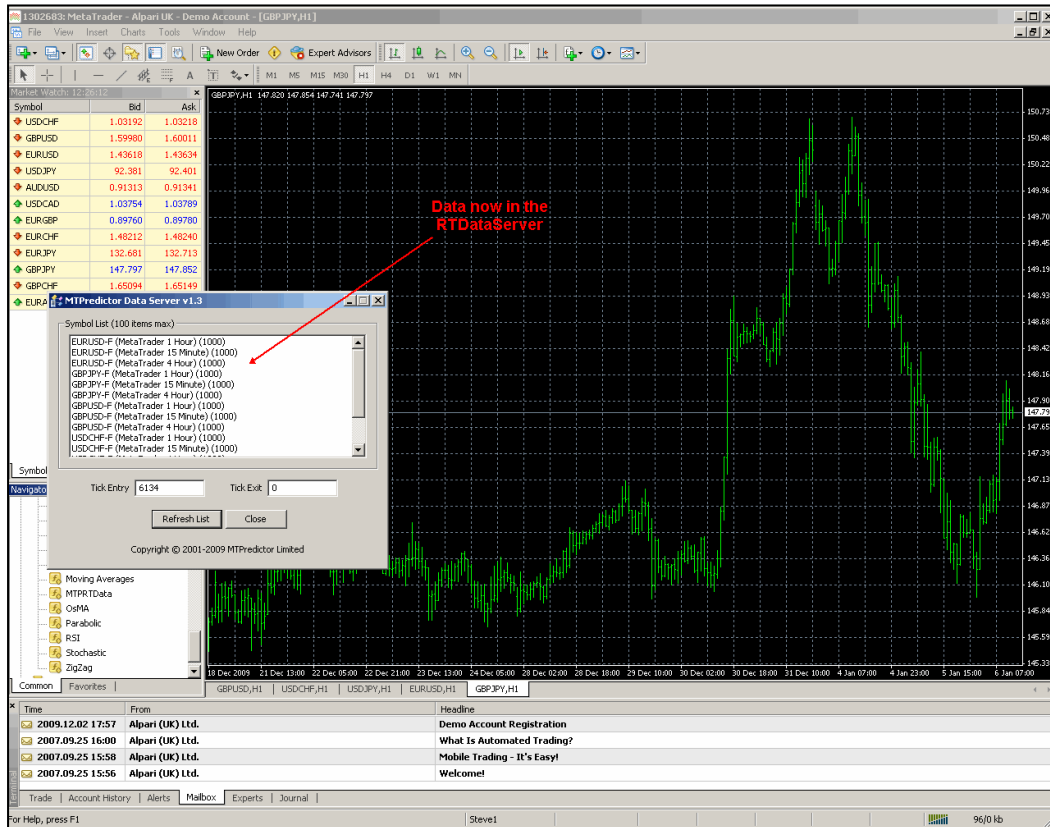 1302683: MetaTrader - Alpari UK - Demo Account - [GBPJPY,H1]
File View Insert Charts Tools Window Help
New Order Expert Advisors
A T M1 M5 M15 M30 H1 H4 D1 W1 MN
Market Watch: 12:26:12
Symbol Bid Ask
USDCHF 1.03192 1.03218
GBPUSD 1.59980 1.60011
EURUSD 1.43618 1.43634
USDJPY 92.381 92.401
AUDUSD 0.91313 0.91341
USDCAD 1.03754 1.03789
EURGBP 0.89760 0.89780
EURCHF 1.48212 1.48240
EURJPY 132.681 132.713
GBPJPY 147.797 147.852
GBPCHF 1.65094 1.65149
EURA
Symbol
MTPredictor Data Server v1.3
Symbol List (100 items max)
EURUSD-F (MetaTrader 1 Hour) (1000)
EURUSD-F (MetaTrader 15 Minute) (1000)
EURUSD-F (MetaTrader 4 Hour) (1000)
GBPJPY-F (MetaTrader 1 Hour) (1000)
GBPJPY-F (MetaTrader 15 Minute) (1000)
GBPJPY-F (MetaTrader 4 Hour) (1000)
GBPUSD-F (MetaTrader 1 Hour) (1000)
GBPUSD-F (MetaTrader 15 Minute) (1000)
GBPUSD-F (MetaTrader 4 Hour) (1000)
USDCHF-F (MetaTrader 1 Hour) (1000)
USDCHF-F (MetaTrader 15 Minute) (1000)
Tick Entry 6134 Tick Exit 0
Refresh List Close
Copyright © 2001-2009 MTPredictor Limited
Navigato
Moving Averages
MTPRTData
OsMA
Parabolic
RSI
Stochastic
ZigZag
Common Favorites
GBPJPY,H1 147.820 147.854 147.741 147.797
Data now in the
RTDataServer
150.73
150.48
150.22
149.96
149.70
149.45
149.19
148.93
148.68
148.42
148.16
147.90
147.79
147.65
147.39
147.13
146.87
146.62
146.36
146.10
145.84
145.59
145.33
18 Dec 2009 21 Dec 13:00 22 Dec 05:00 22 Dec 21:00 23 Dec 13:00 24 Dec 05:00 28 Dec 02:00 28 Dec 18:00 29 Dec 10:00 30 Dec 02:00 30 Dec 18:00 31 Dec 10:00 4 Jan 07:00 4 Jan 23:00 5 Jan 15:00 6 Jan 07:00
GBPUSD,H1 USDCHF,H1 USDJPY,H1 EURUSD,H1 GBPJPY,H1
Time From Headline
2009.12.02 17:57 Alpari (UK) Ltd. Demo Account Registration
2007.09.25 16:00 Alpari (UK) Ltd. What Is Automated Trading?
2007.09.25 15:58 Alpari (UK) Ltd. Mobile Trading - It's Easy!
2007.09.25 15:56 Alpari (UK) Ltd. Welcome!
Trade Account History Alerts Mailbox Experts Journal
For Help, press F1 Steve1 96/0 kb